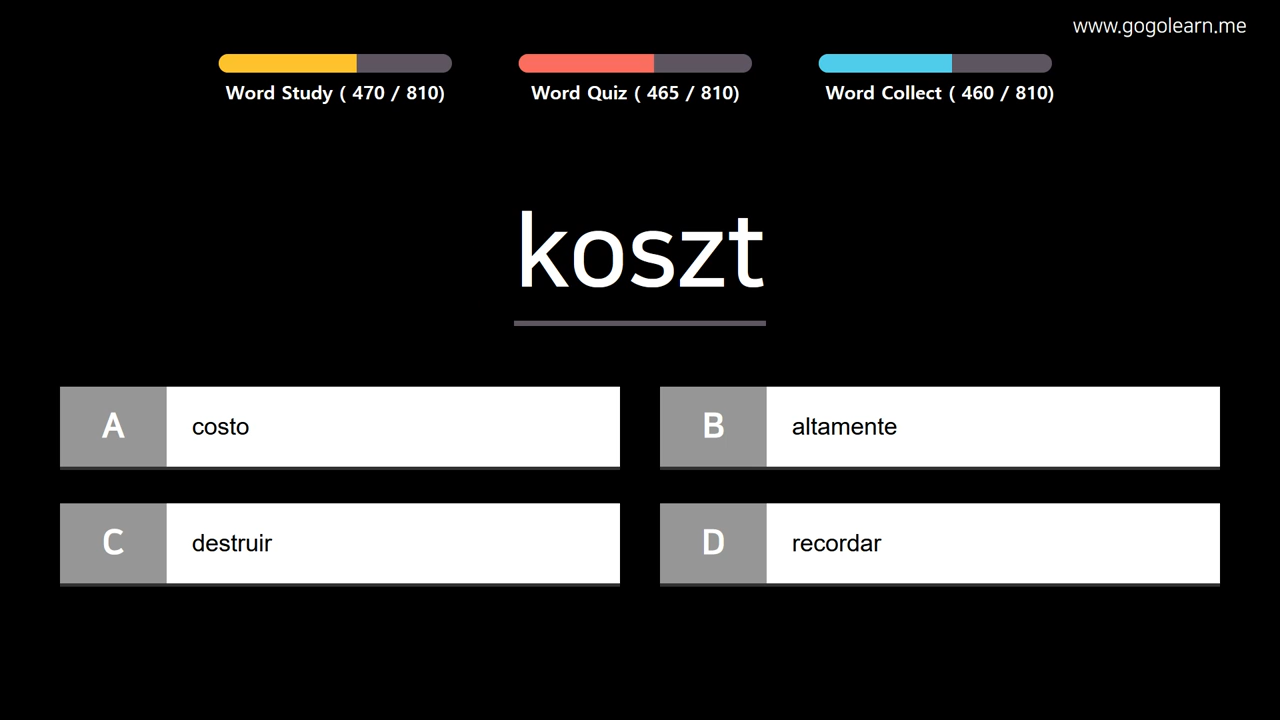 www.gogolearn.me
Word Study ( 470 / 810)
Word Quiz ( 465 / 810)
Word Collect ( 460 / 810)
koszt
A costo
B altamente
C destruir
D recordar